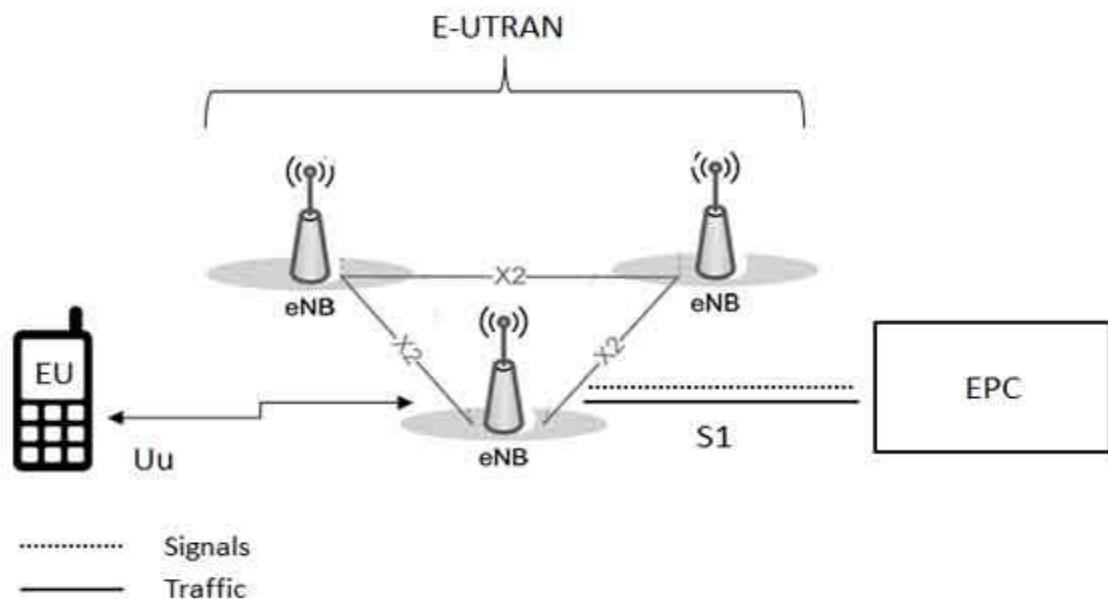 E-UTRAN
X2
eNB
eNB
X2
X2
EU
EPC
S1
Uu
eNB
Signals
Traffic